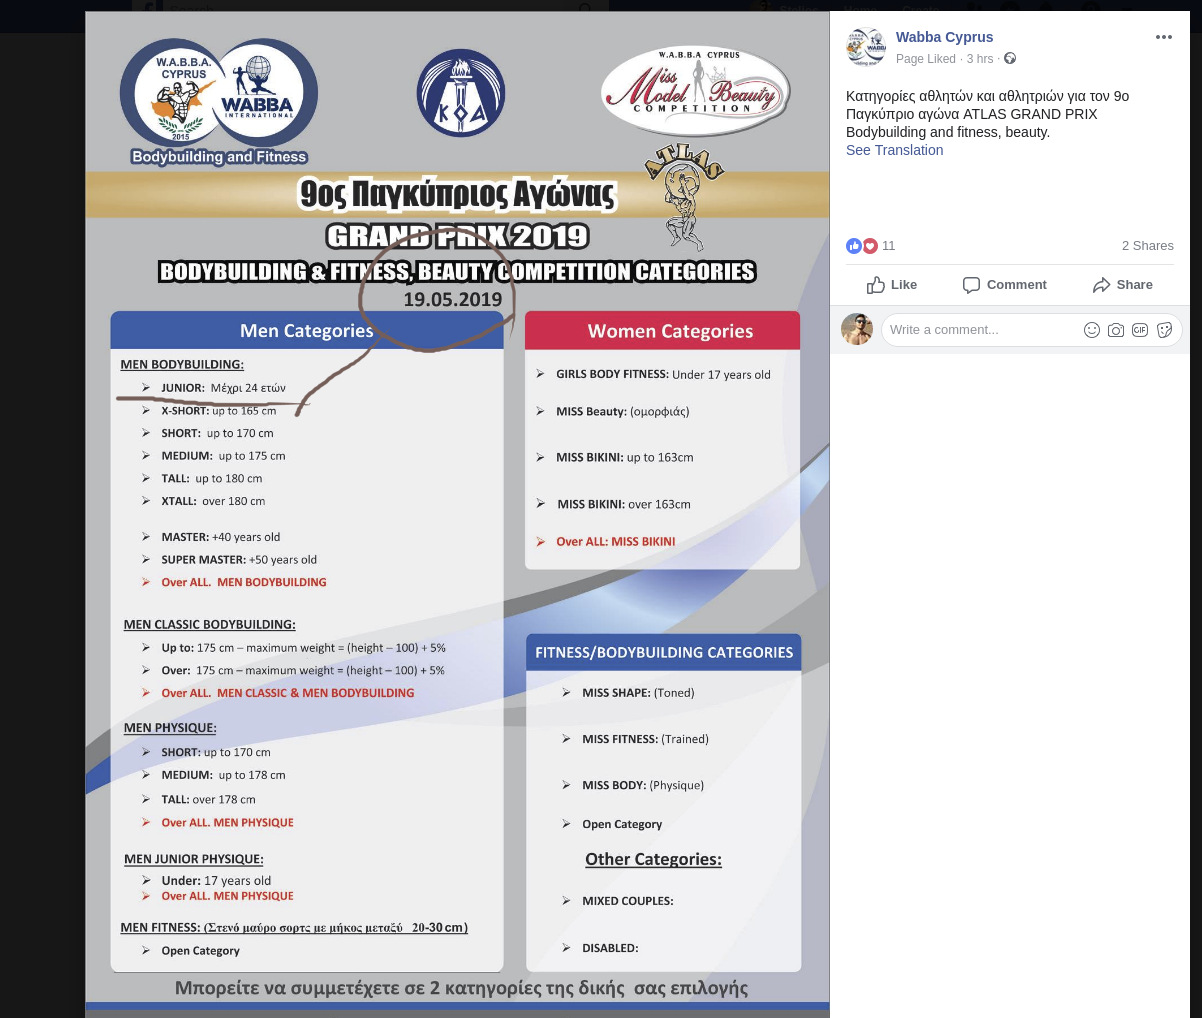 W.A.B.B.A.
CYPRUS
2015
WABBA
INTERNATIONAL
Bodybuilding and Fitness
ΚΟΑ
W.A.B.B.A CYPRUS
Miss
Model Beauty
COMPETITION
ATLAS
9ος Παγκύπριος Αγώνας
GRAND PRIX 2019
BODYBUILDING & FITNESS, BEAUTY COMPETITION CATEGORIES
19.05.2019
Men Categories
MEN BODYBUILDING:
JUNIOR: Μέχρι 24 ετών
X-SHORT: up to 165 cm
SHORT: up to 170 cm
MEDIUM: up to 175 cm
TALL: up to 180 cm
XTALL: over 180 cm
MASTER: +40 years old
SUPER MASTER: +50 years old
Over ALL. MEN BODYBUILDING
MEN CLASSIC BODYBUILDING:
Up to: 175 cm – maximum weight = (height – 100) + 5%
Over: 175 cm – maximum weight = (height – 100) + 5%
Over ALL. MEN CLASSIC & MEN BODYBUILDING
MEN PHYSIQUE:
SHORT: up to 170 cm
MEDIUM: up to 178 cm
TALL: over 178 cm
Over ALL. MEN PHYSIQUE
MEN JUNIOR PHYSIQUE:
Under: 17 years old
Over ALL. MEN PHYSIQUE
MEN FITNESS: (Στενό μαύρο σορτς με μήκος μεταξύ 20-30 cm)
Open Category
Women Categories
GIRLS BODY FITNESS: Under 17 years old
MISS Beauty: (ομορφιάς)
MISS BIKINI: up to 163cm
MISS BIKINI: over 163cm
Over ALL: MISS BIKINI
FITNESS/BODYBUILDING CATEGORIES
MISS SHAPE: (Toned)
MISS FITNESS: (Trained)
MISS BODY: (Physique)
Open Category
Other Categories:
MIXED COUPLES:
DISABLED:
Μπορείτε να συμμετέχετε σε 2 κατηγορίες της δικής σας επιλογής
Wabba Cyprus
Page Liked · 3 hrs ·
Κατηγορίες αθλητών και αθλητριών για τον 9ο
Παγκύπριο αγώνα ATLAS GRAND PRIX
Bodybuilding and fitness, beauty.
See Translation
11
2 Shares
Like Comment Share
Write a comment...
GIF